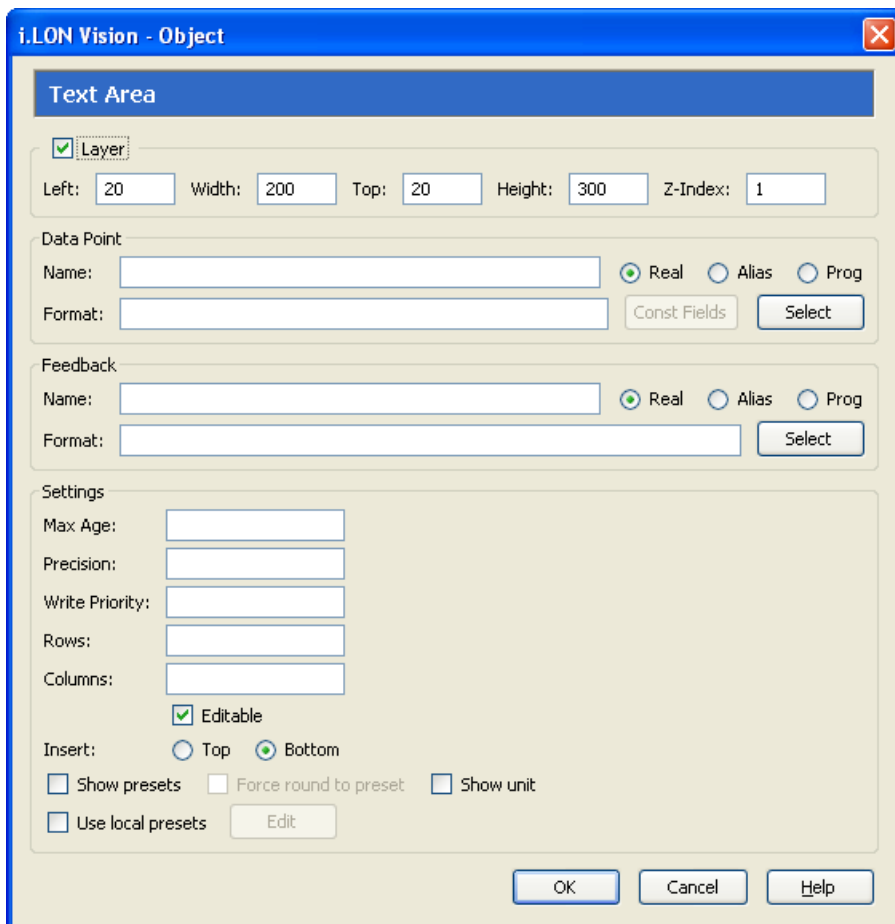 i.LON Vision - Object
Text Area
Layer
Left: 20 Width: 200 Top: 20 Height: 300 Z-Index: 1
Data Point
Name: Real Alias Prog
Format: Const Fields Select
Feedback
Name: Real Alias Prog
Format: Select
Settings
Max Age:
Precision:
Write Priority:
Rows:
Columns:
Editable
Insert: Top Bottom
Show presets Force round to preset Show unit
Use local presets Edit
OK Cancel Help